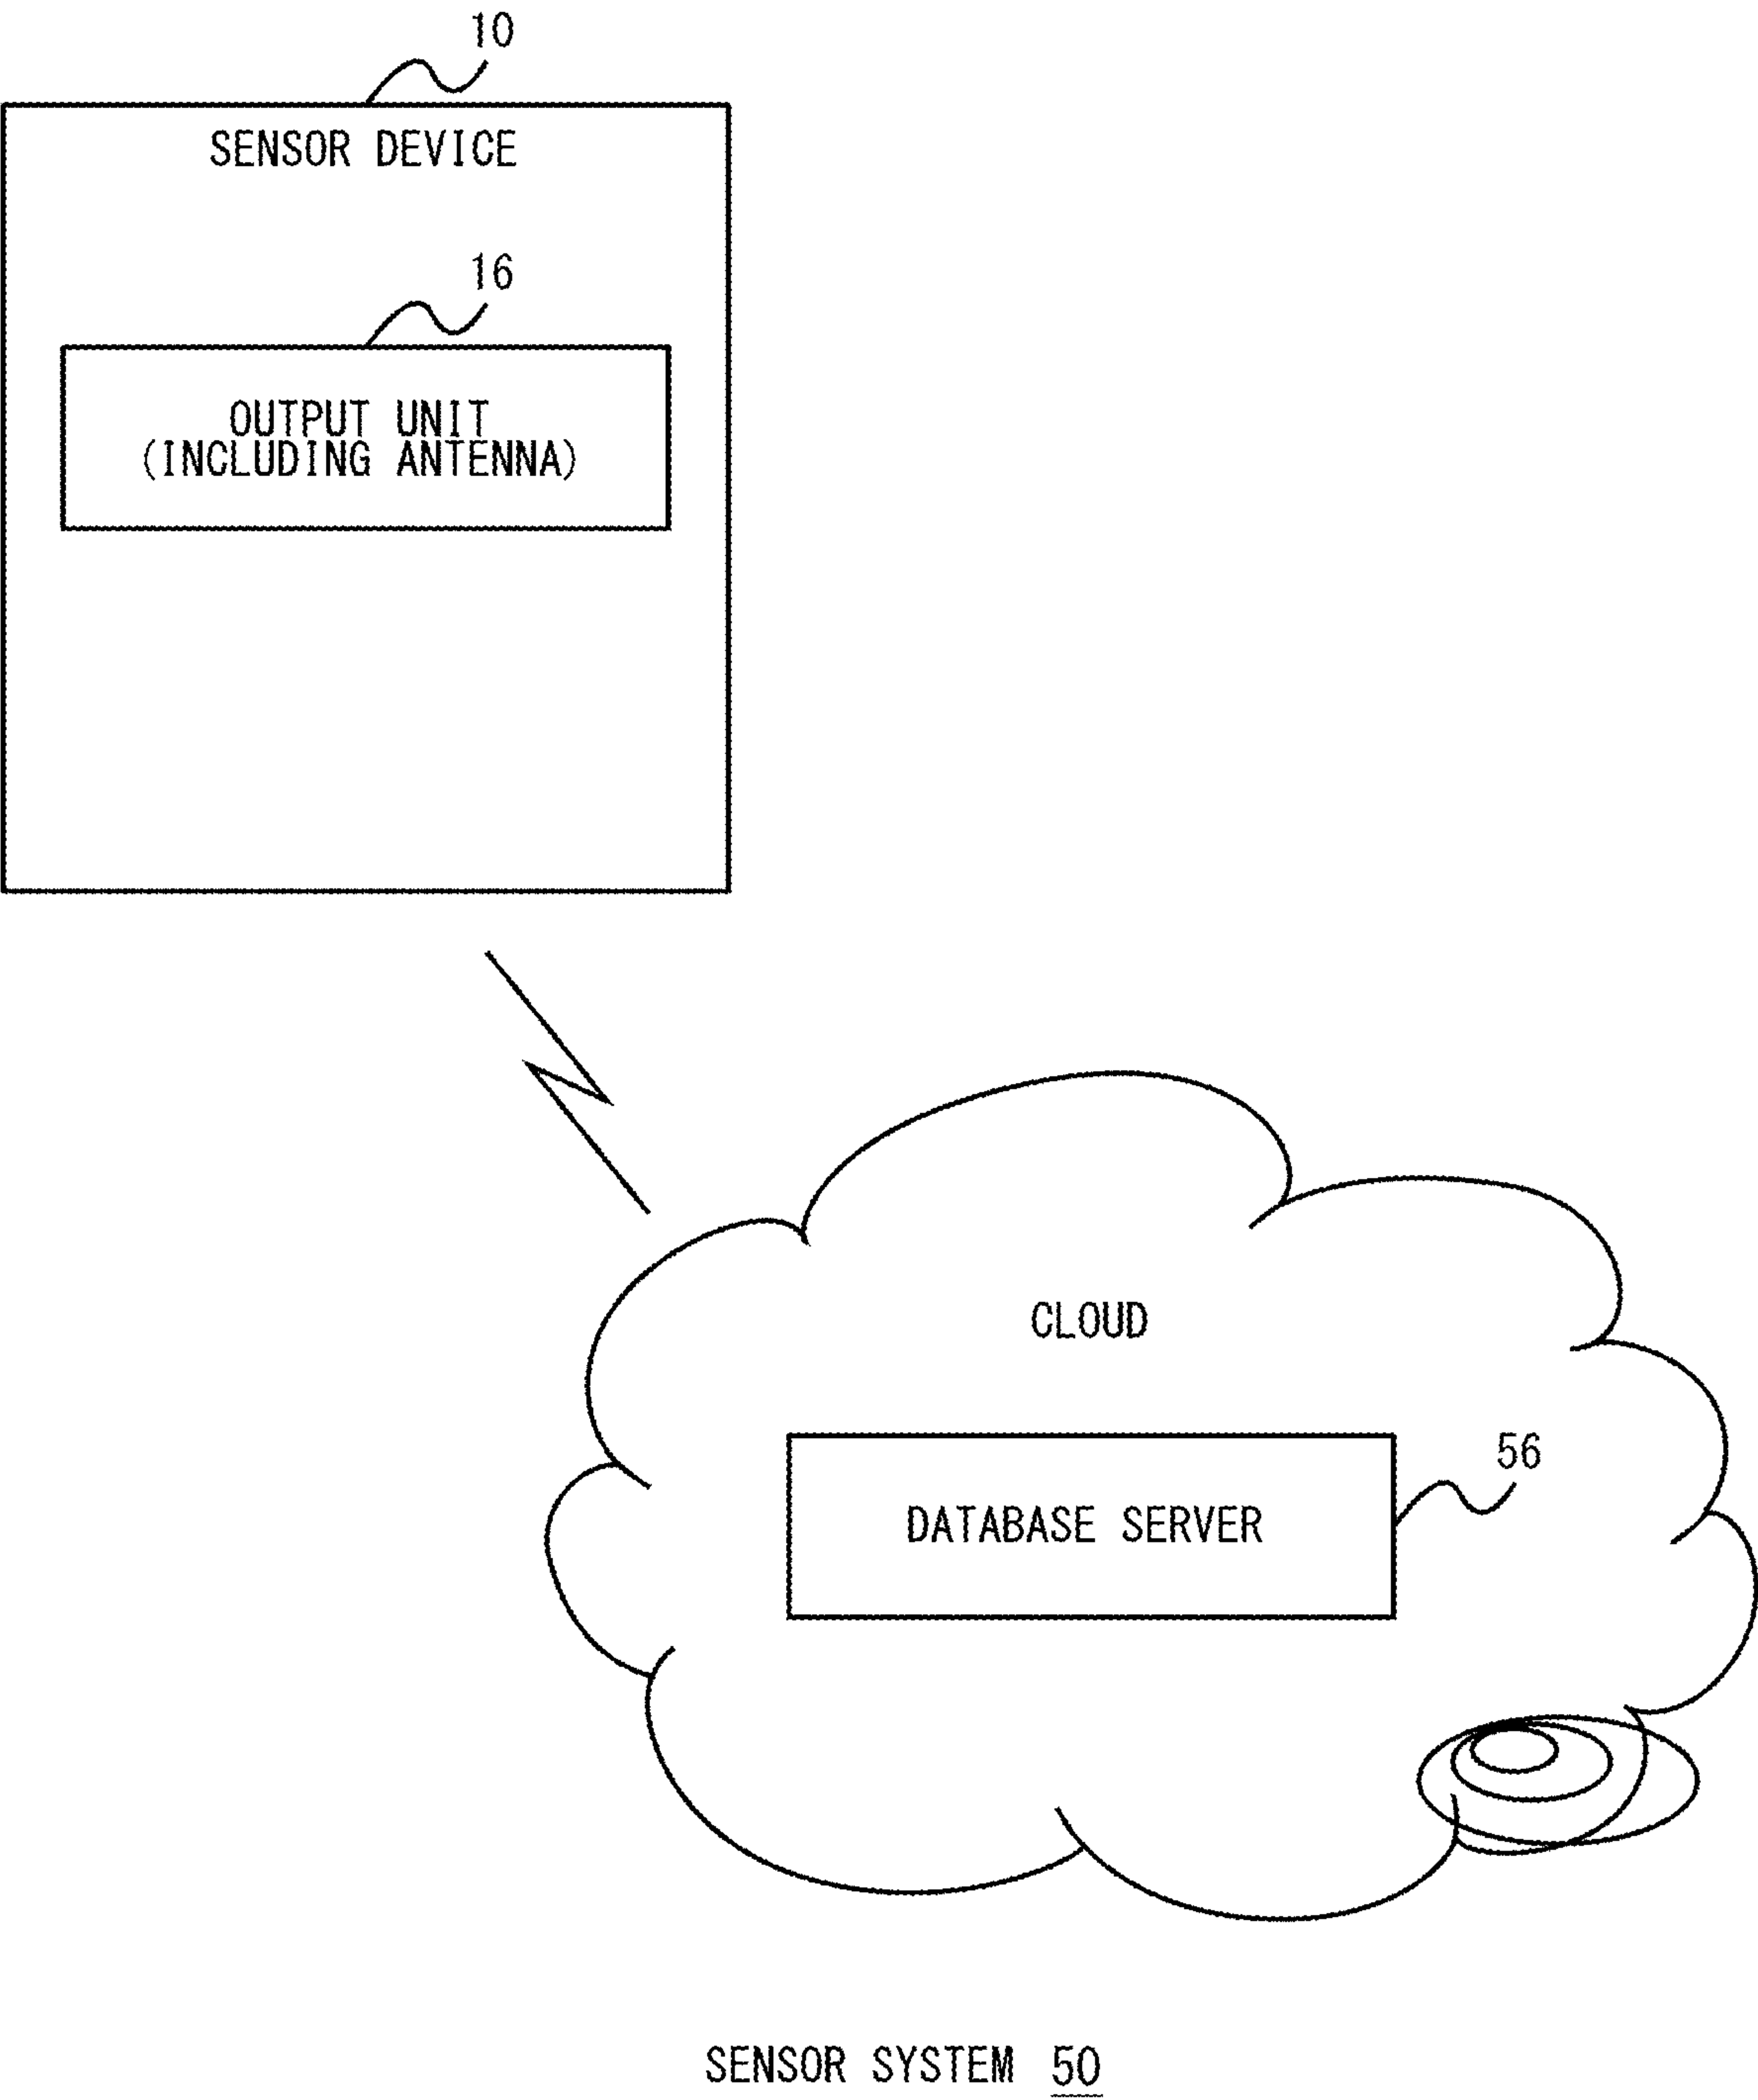 10
SENSOR DEVICE
16
OUTPUT UNIT
(INCLUDING ANTENNA)
CLOUD
56
DATABASE SERVER
SENSOR SYSTEM 50